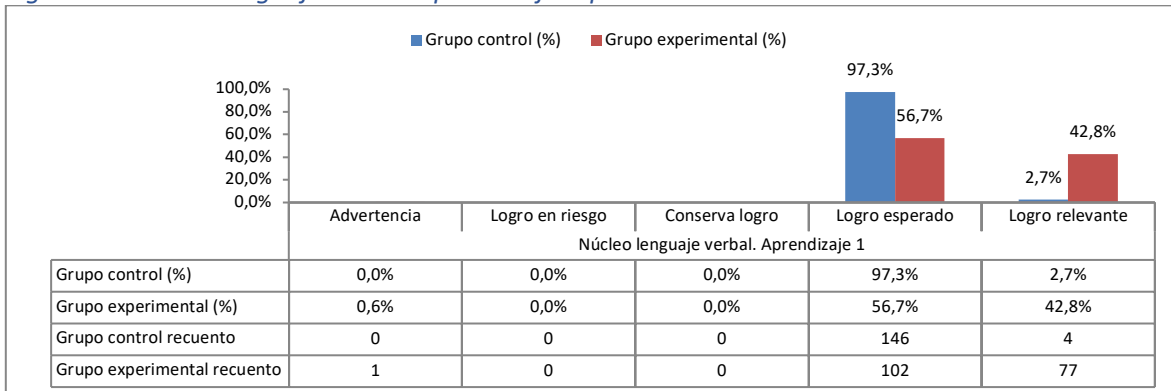 Grupo control (%) Grupo experimental (%)
97,3%
56,7%
42,8%
2,7%
100,0%
80,0%
60,0%
40,0%
20,0%
0,0%
Advertencia Logro en riesgo Conserva logro Logro esperado Logro relevante
Núcleo lenguaje verbal. Aprendizaje 1
Grupo control (%) 0,0% 0,0% 0,0% 97,3% 2,7%
Grupo experimental (%) 0,6% 0,0% 0,0% 56,7% 42,8%
Grupo control recuento 0 0 0 146 4
Grupo experimental recuento 1 0 0 102 77